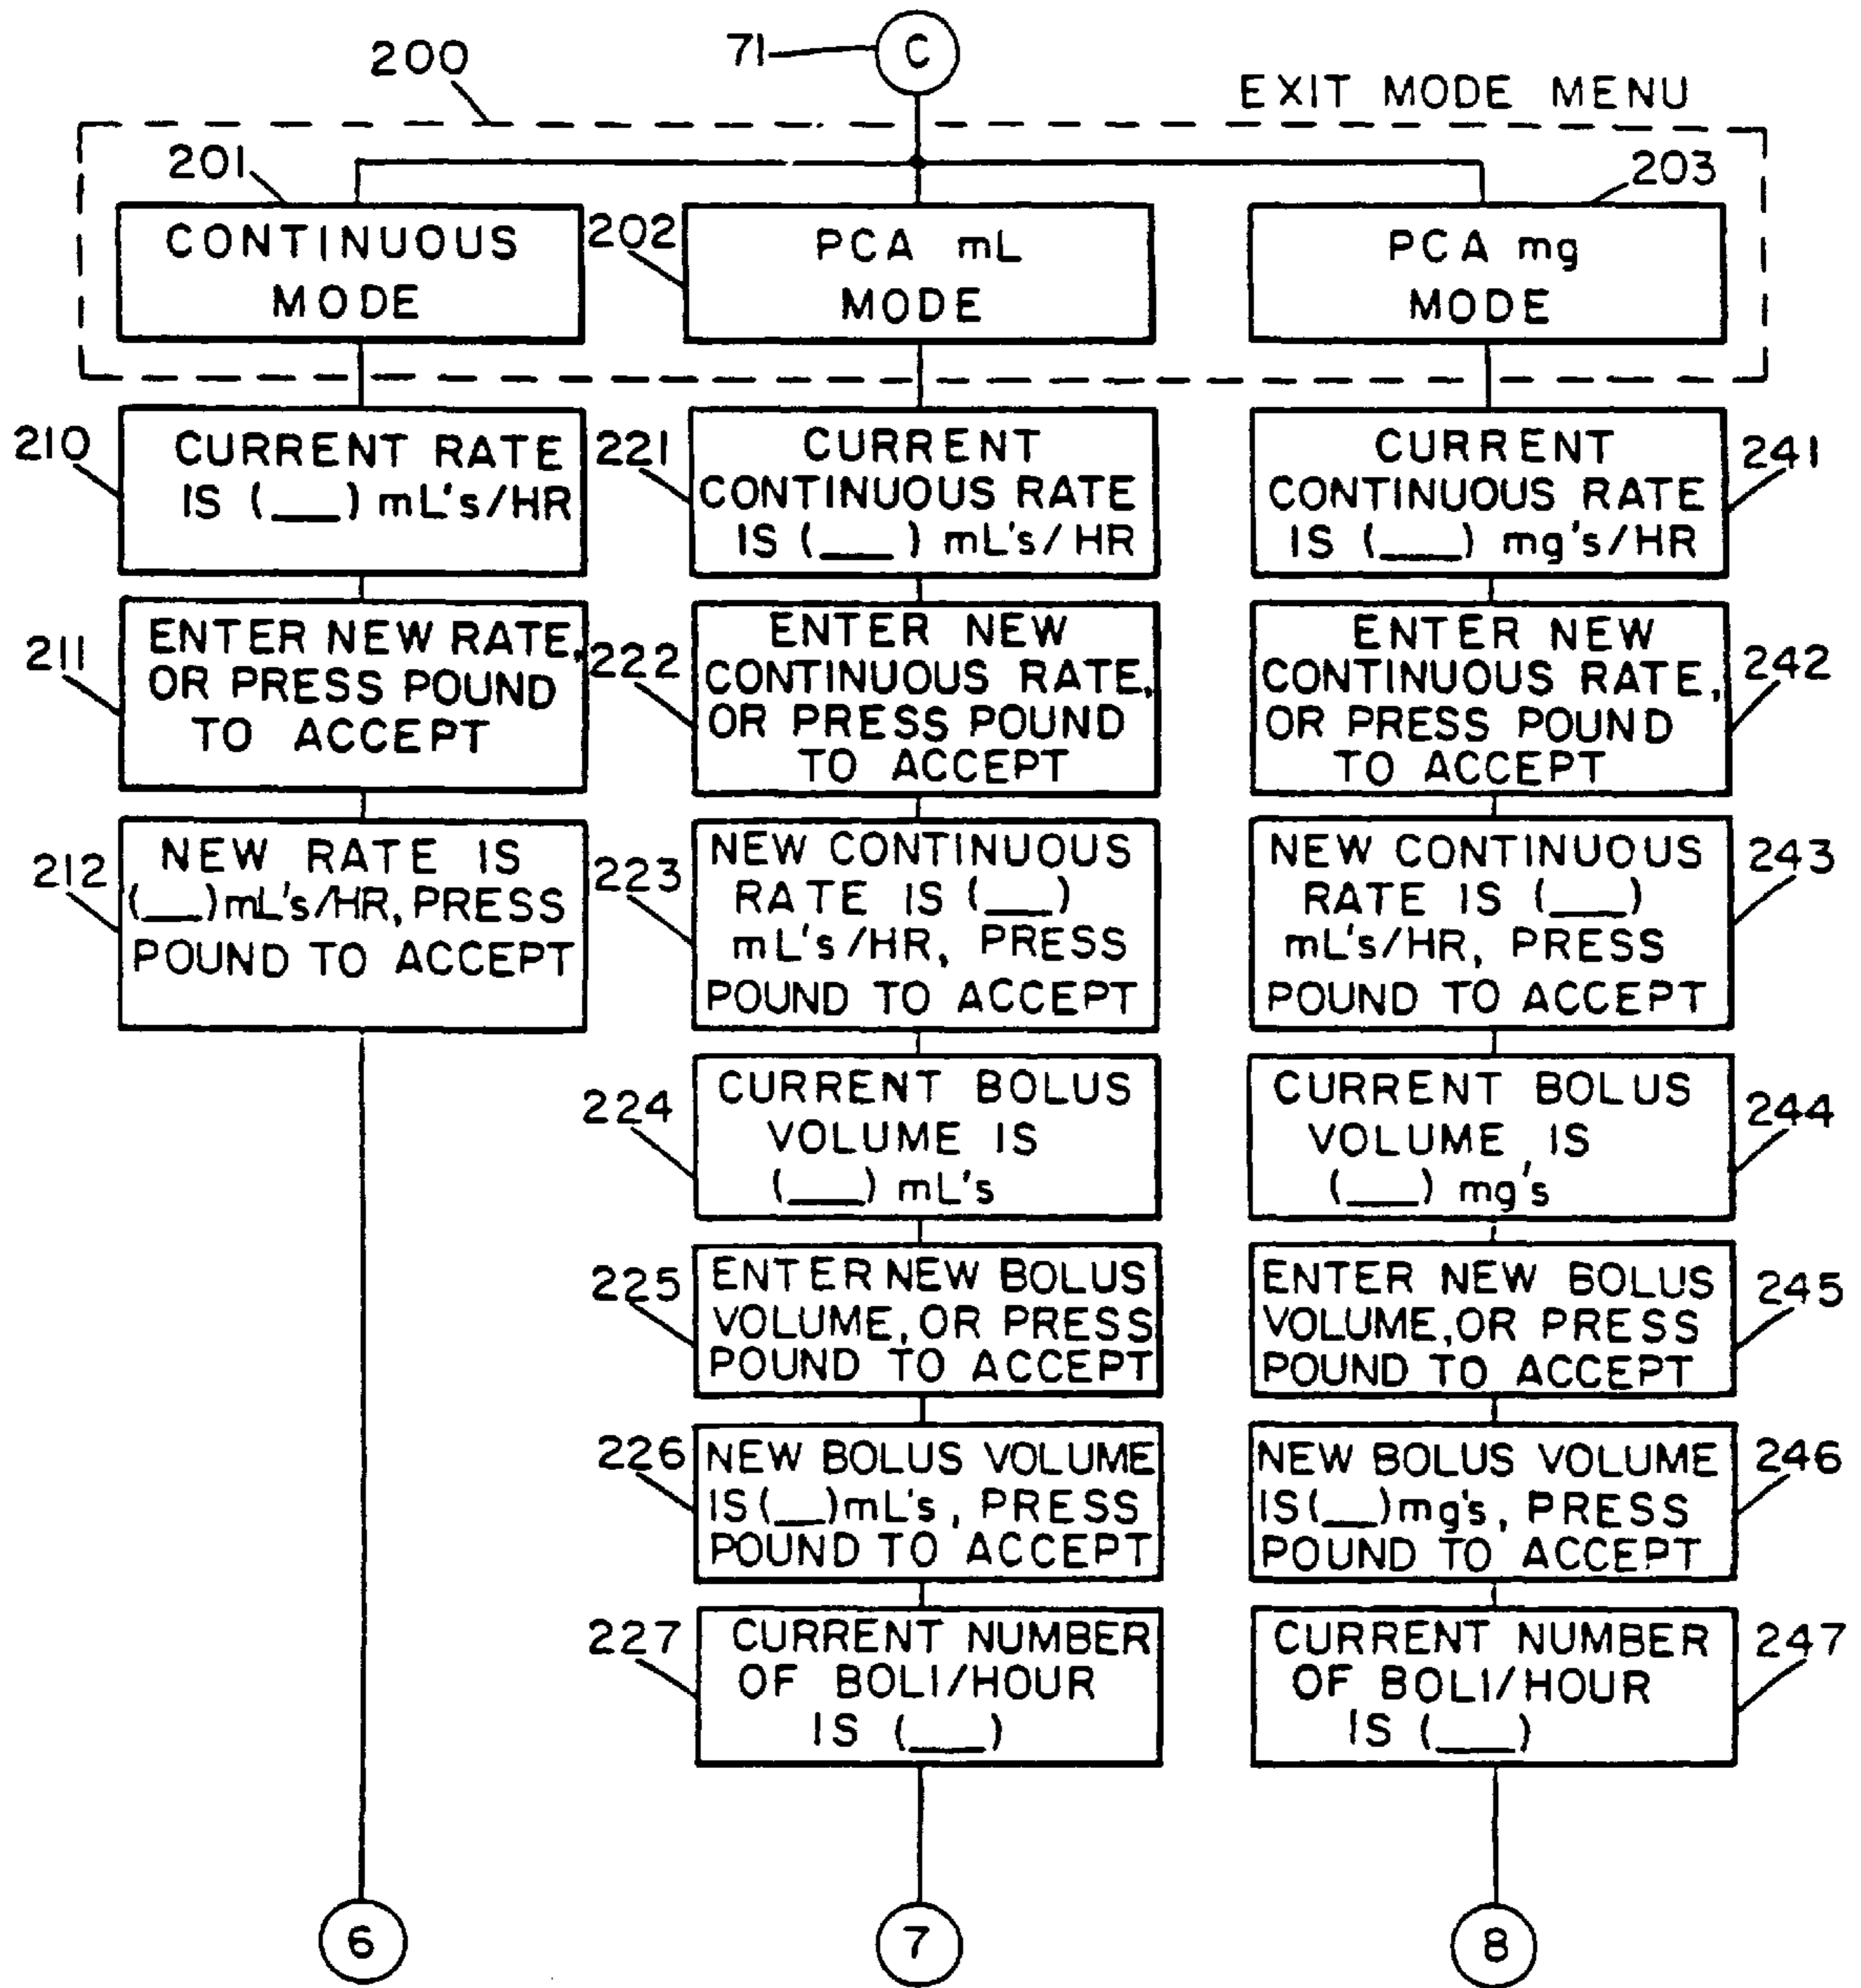 71
C
200
EXIT MODE MENU
201
CONTINUOUS
MODE
202
PCA mL
MODE
203
PCA mg
MODE
210
CURRENT RATE
IS (___) mL's/HR
211
ENTER NEW RATE,
OR PRESS POUND
TO ACCEPT
212
NEW RATE IS
(___)mL's/HR, PRESS
POUND TO ACCEPT
6
221
CURRENT
CONTINUOUS RATE
IS (___) mL's/HR
222
ENTER NEW
CONTINUOUS RATE,
OR PRESS POUND
TO ACCEPT
223
NEW CONTINUOUS
RATE IS (___)
mL's/HR, PRESS
POUND TO ACCEPT
224
CURRENT BOLUS
VOLUME IS
(___) mL's
225
ENTER NEW BOLUS
VOLUME, OR PRESS
POUND TO ACCEPT
226
NEW BOLUS VOLUME
IS (___) mL's, PRESS
POUND TO ACCEPT
227
CURRENT NUMBER
OF BOLI/HOUR
IS (___)
7
241
CURRENT
CONTINUOUS RATE
IS (___) mg's/HR
242
ENTER NEW
CONTINUOUS RATE,
OR PRESS POUND
TO ACCEPT
243
NEW CONTINUOUS
RATE IS (___)
mL's/HR, PRESS
POUND TO ACCEPT
244
CURRENT BOLUS
VOLUME IS
(___) mg's
245
ENTER NEW BOLUS
VOLUME, OR PRESS
POUND TO ACCEPT
246
NEW BOLUS VOLUME
IS (___) mg's, PRESS
POUND TO ACCEPT
247
CURRENT NUMBER
OF BOLI/HOUR
IS (___)
8